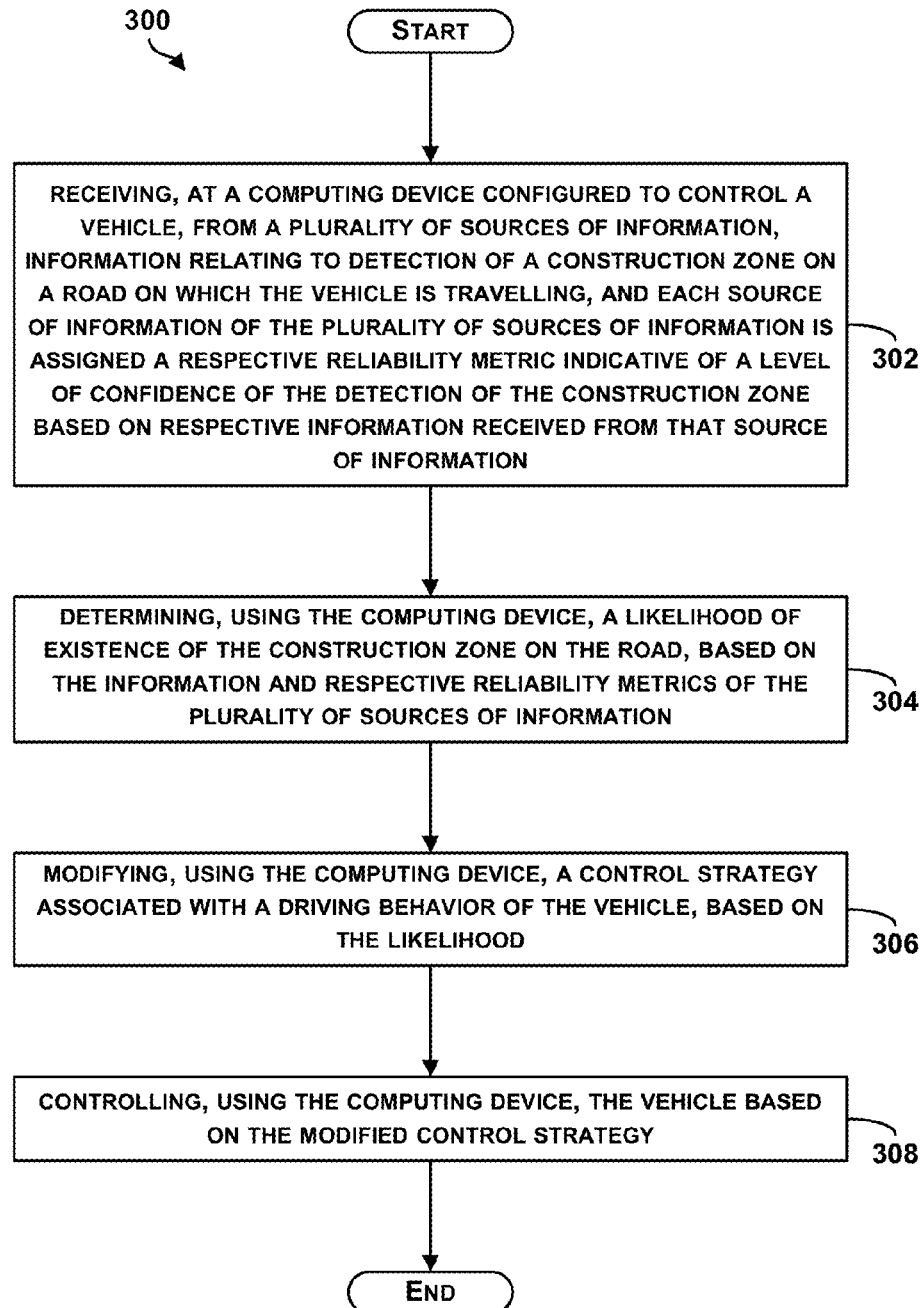 300
START
RECEIVING, AT A COMPUTING DEVICE CONFIGURED TO CONTROL A
VEHICLE, FROM A PLURALITY OF SOURCES OF INFORMATION,
INFORMATION RELATING TO DETECTION OF A CONSTRUCTION ZONE ON
A ROAD ON WHICH THE VEHICLE IS TRAVELLING, AND EACH SOURCE
OF INFORMATION OF THE PLURALITY OF SOURCES OF INFORMATION IS
ASSIGNED A RESPECTIVE RELIABILITY METRIC INDICATIVE OF A LEVEL
OF CONFIDENCE OF THE DETECTION OF THE CONSTRUCTION ZONE
BASED ON RESPECTIVE INFORMATION RECEIVED FROM THAT SOURCE
OF INFORMATION
302
DETERMINING, USING THE COMPUTING DEVICE, A LIKELIHOOD OF
EXISTENCE OF THE CONSTRUCTION ZONE ON THE ROAD, BASED ON
THE INFORMATION AND RESPECTIVE RELIABILITY METRICS OF THE
PLURALITY OF SOURCES OF INFORMATION
304
MODIFYING, USING THE COMPUTING DEVICE, A CONTROL STRATEGY
ASSOCIATED WITH A DRIVING BEHAVIOR OF THE VEHICLE, BASED ON
THE LIKELIHOOD
306
CONTROLLING, USING THE COMPUTING DEVICE, THE VEHICLE BASED
ON THE MODIFIED CONTROL STRATEGY
308
END